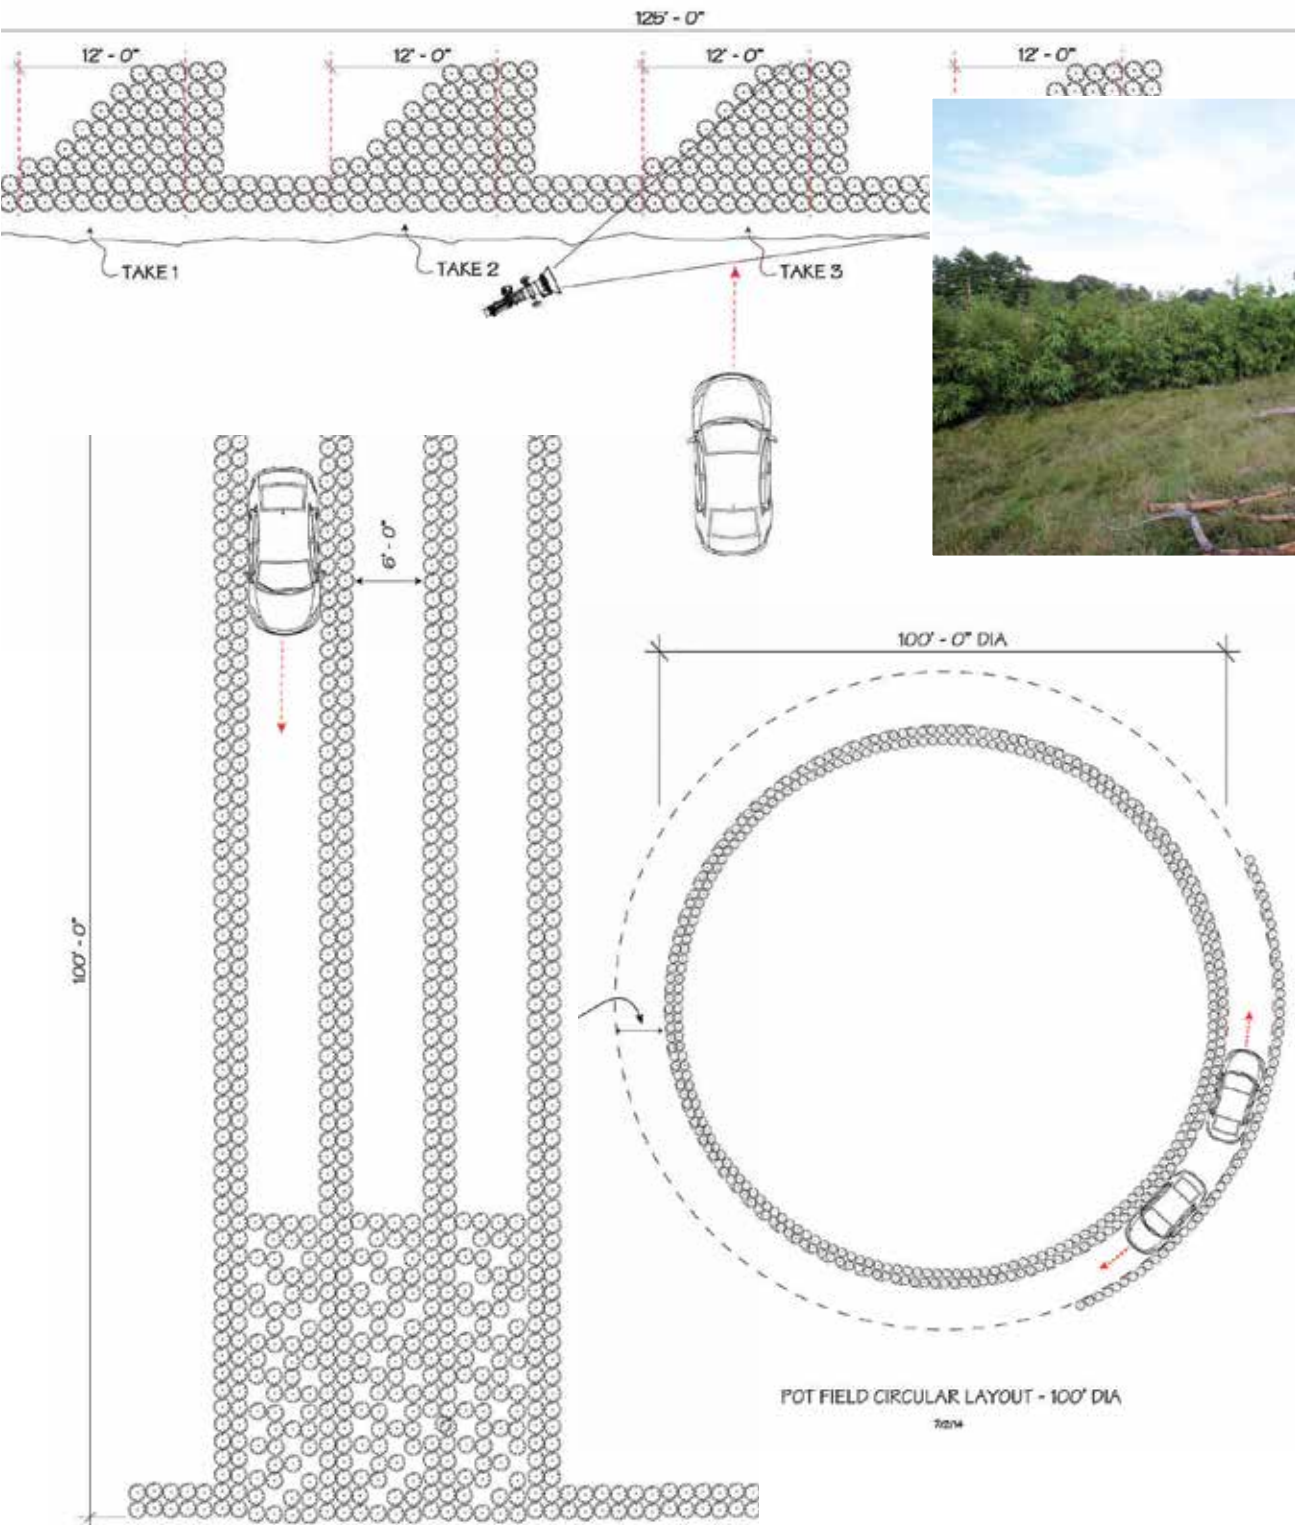 125' - 0"
12' - 0"
12' - 0"
12' - 0"
12' - 0"
TAKE 1
TAKE 2
TAKE 3
6' - 0"
100' - 0"
100' - 0" DIA
POT FIELD CIRCULAR LAYOUT - 100' DIA